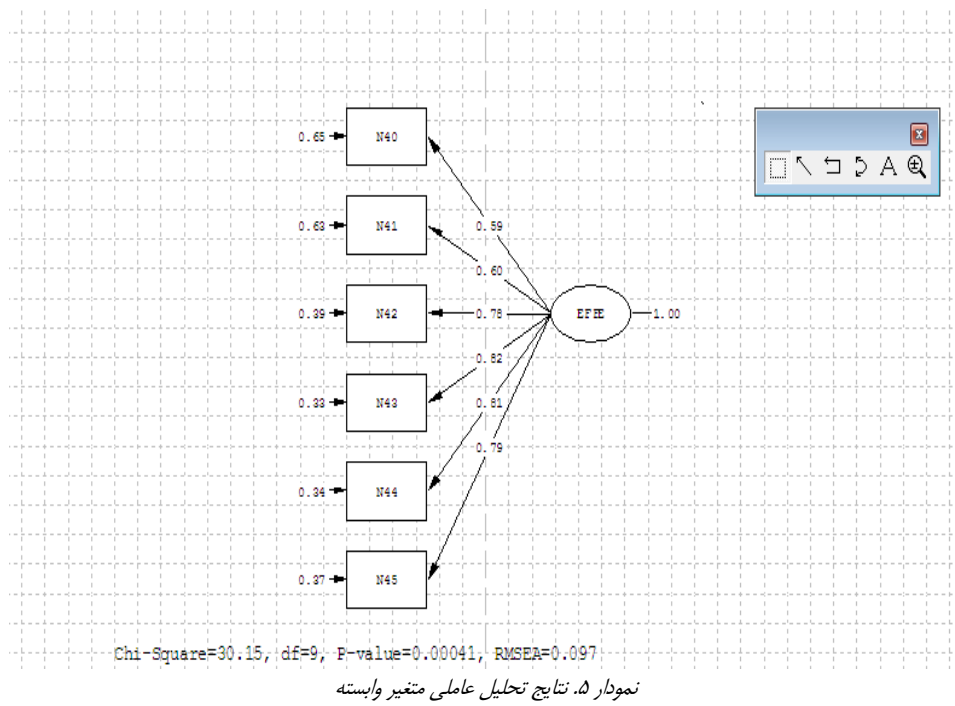 0.65 N40
0.59
0.63 N41
0.60
0.39 N42 0.78 1.00
0.82
0.33 N43
0.81
0.79
0.34 N44
0.37 N45
Chi-Square=30.15, df=9, P-value=0.00041, RMSEA=0.097
نمودار ۵. نتایج تحلیل عاملی متغیر وابسته